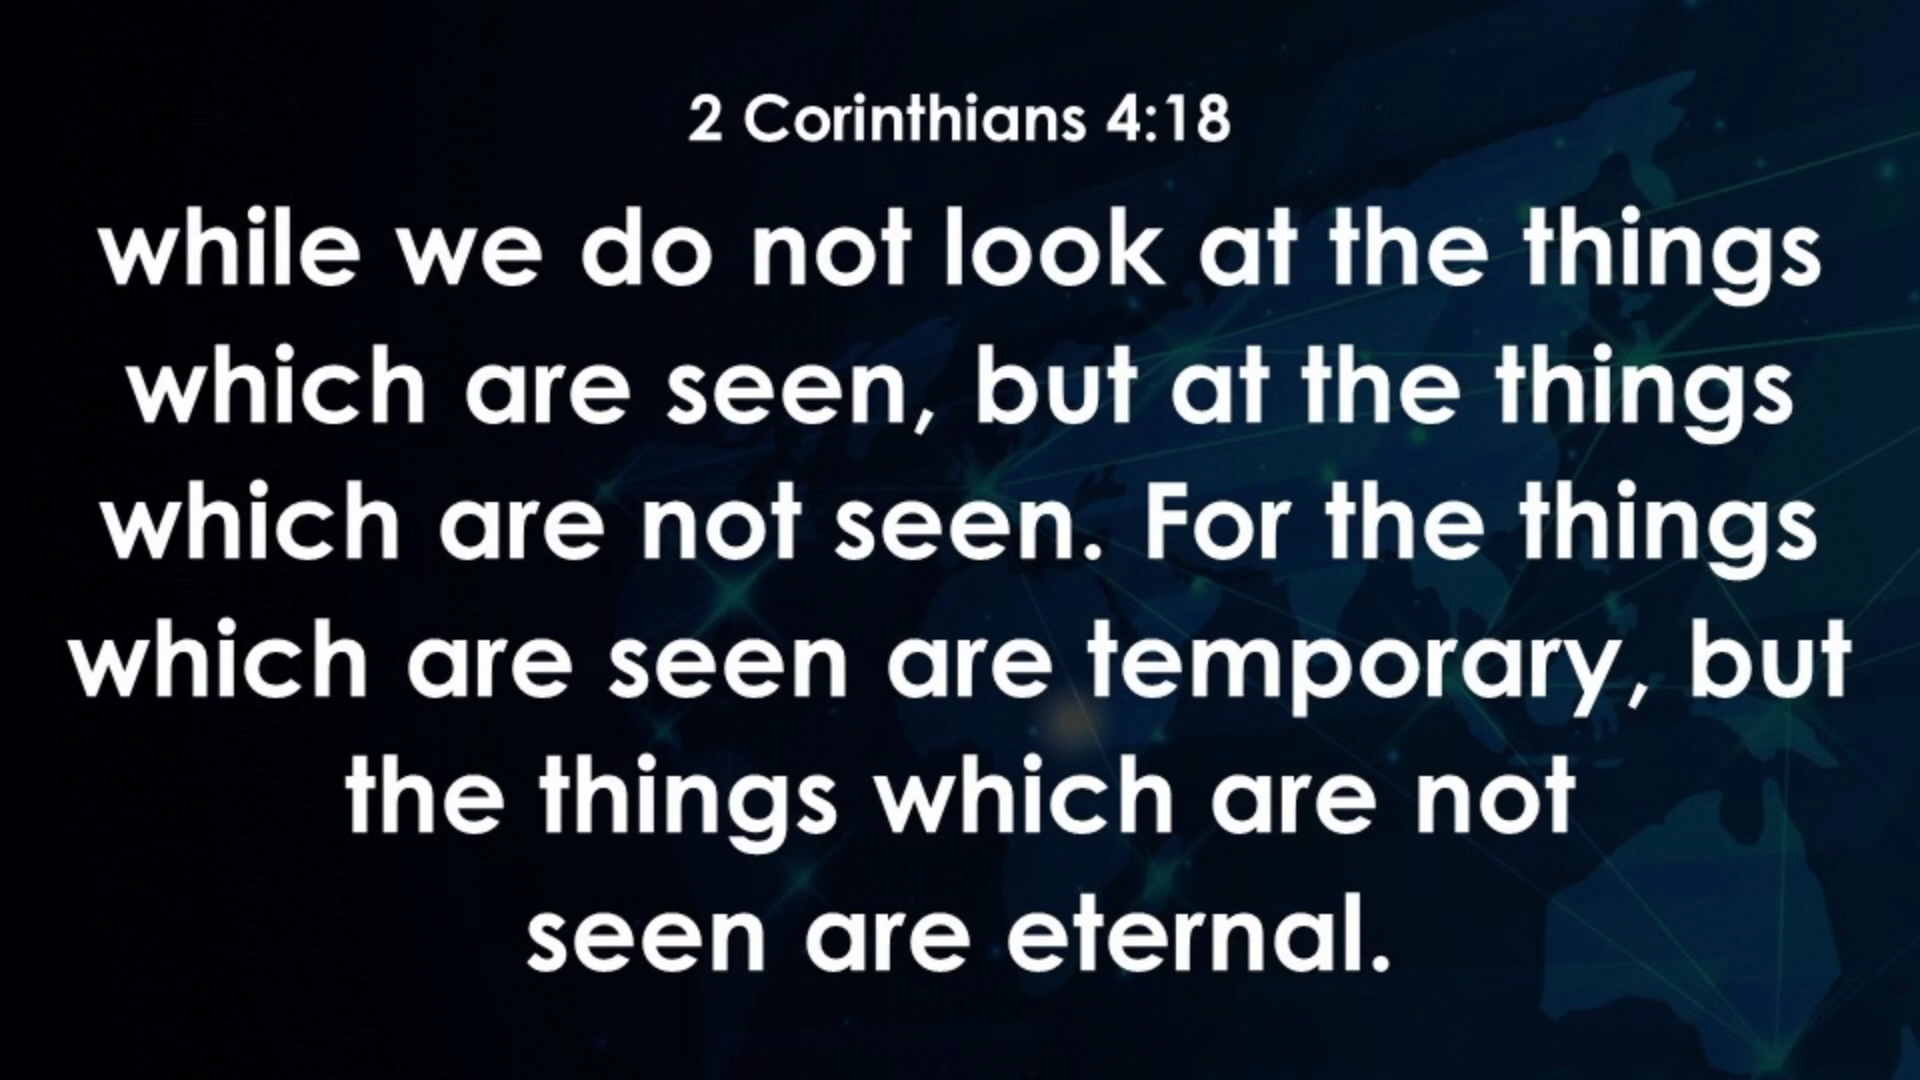 2 Corinthians 4:18
while we do not look at the things
which are seen, but at the things
which are not seen. For the things
which are seen are temporary, but
the things which are not
seen are eternal.